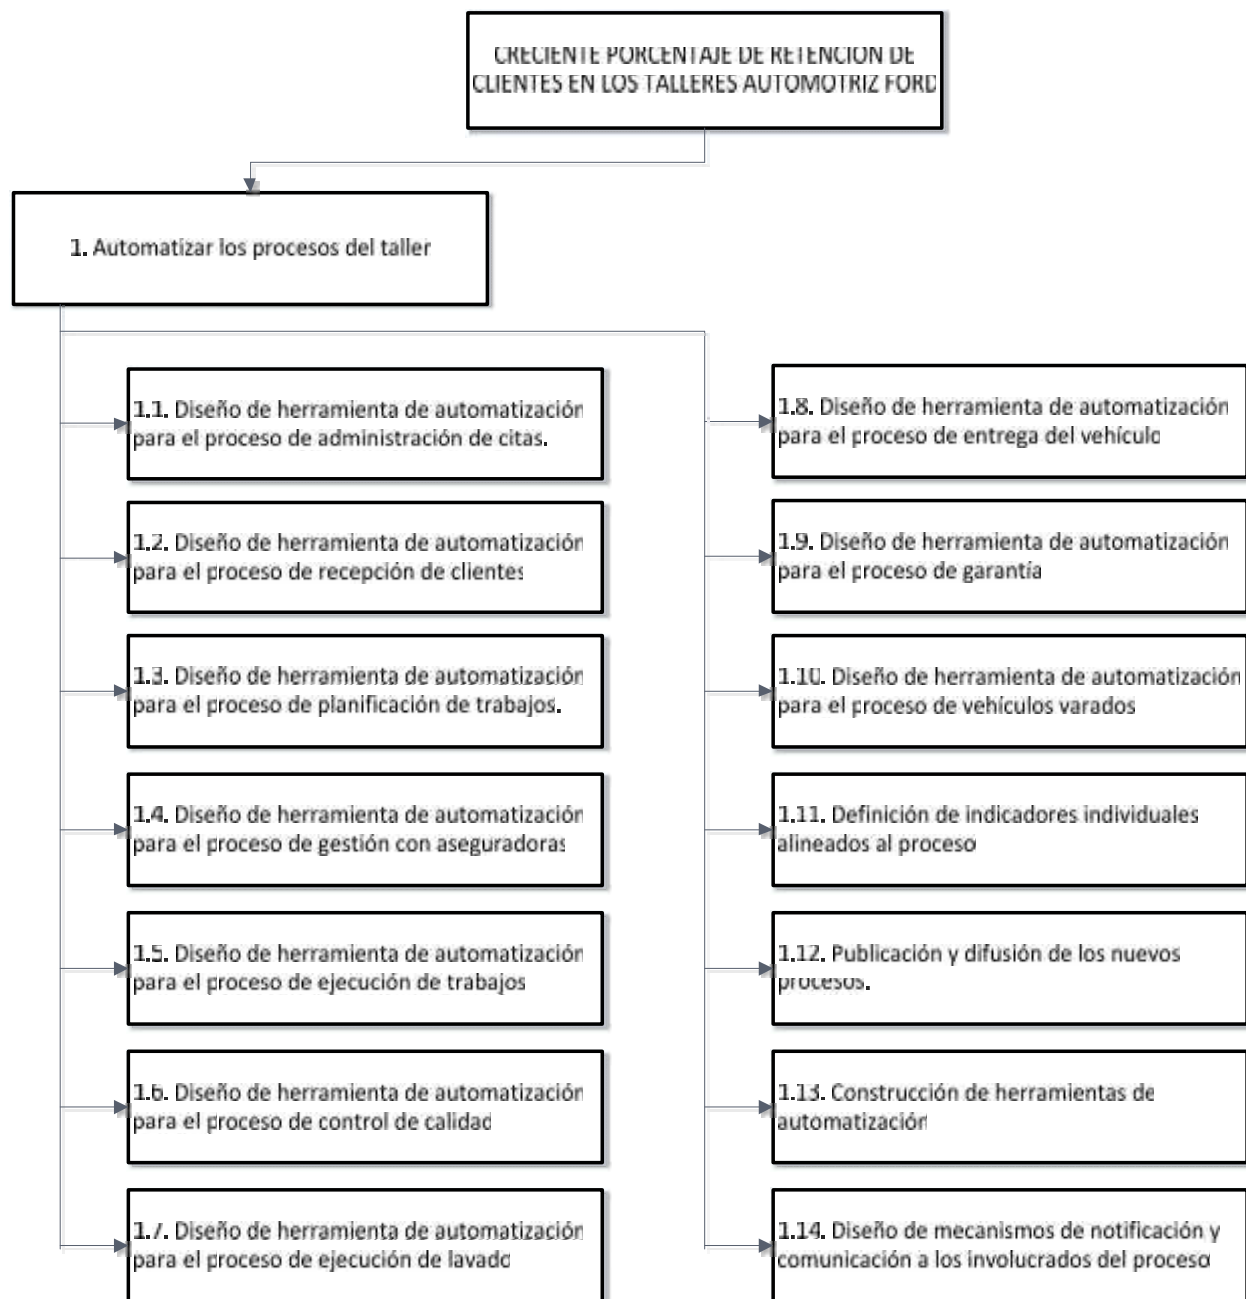 CRECIENTE PORCENTAJE DE RETENCION DE
CLIENTES EN LOS TALLERES AUTOMOTRIZ FORD
1. Automatizar los procesos del taller
1.1. Diseño de herramienta de automatización
para el proceso de administración de citas.
1.2. Diseño de herramienta de automatización
para el proceso de recepción de clientes
1.3. Diseño de herramienta de automatización
para el proceso de planificación de trabajos.
1.4. Diseño de herramienta de automatización
para el proceso de gestión con aseguradoras
1.5. Diseño de herramienta de automatización
para el proceso de ejecución de trabajos
1.6. Diseño de herramienta de automatización
para el proceso de control de calidad
1.7. Diseño de herramienta de automatización
para el proceso de ejecución de lavado
1.8. Diseño de herramienta de automatización
para el proceso de entrega del vehículo
1.9. Diseño de herramienta de automatización
para el proceso de garantía
1.10. Diseño de herramienta de automatización
para el proceso de vehículos varados
1.11. Definición de indicadores individuales
alineados al proceso
1.12. Publicación y difusión de los nuevos
procesos.
1.13. Construcción de herramientas de
automatización
1.14. Diseño de mecanismos de notificación y
comunicación a los involucrados del proceso